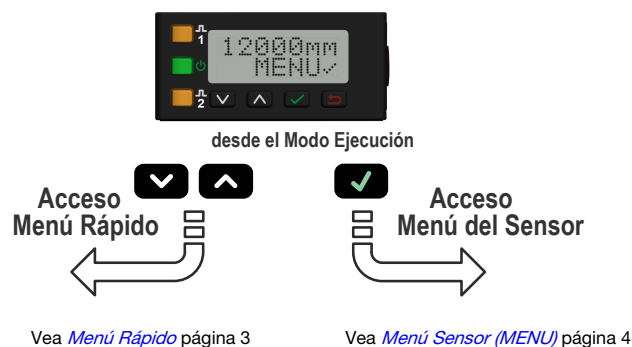 1
12000mm
MENU✓
2
desde el Modo Ejecución
Acceso
Menú Rápido
Acceso
Menú del Sensor
Vea Menú Rápido página 3
Vea Menú Sensor (MENU) página 4